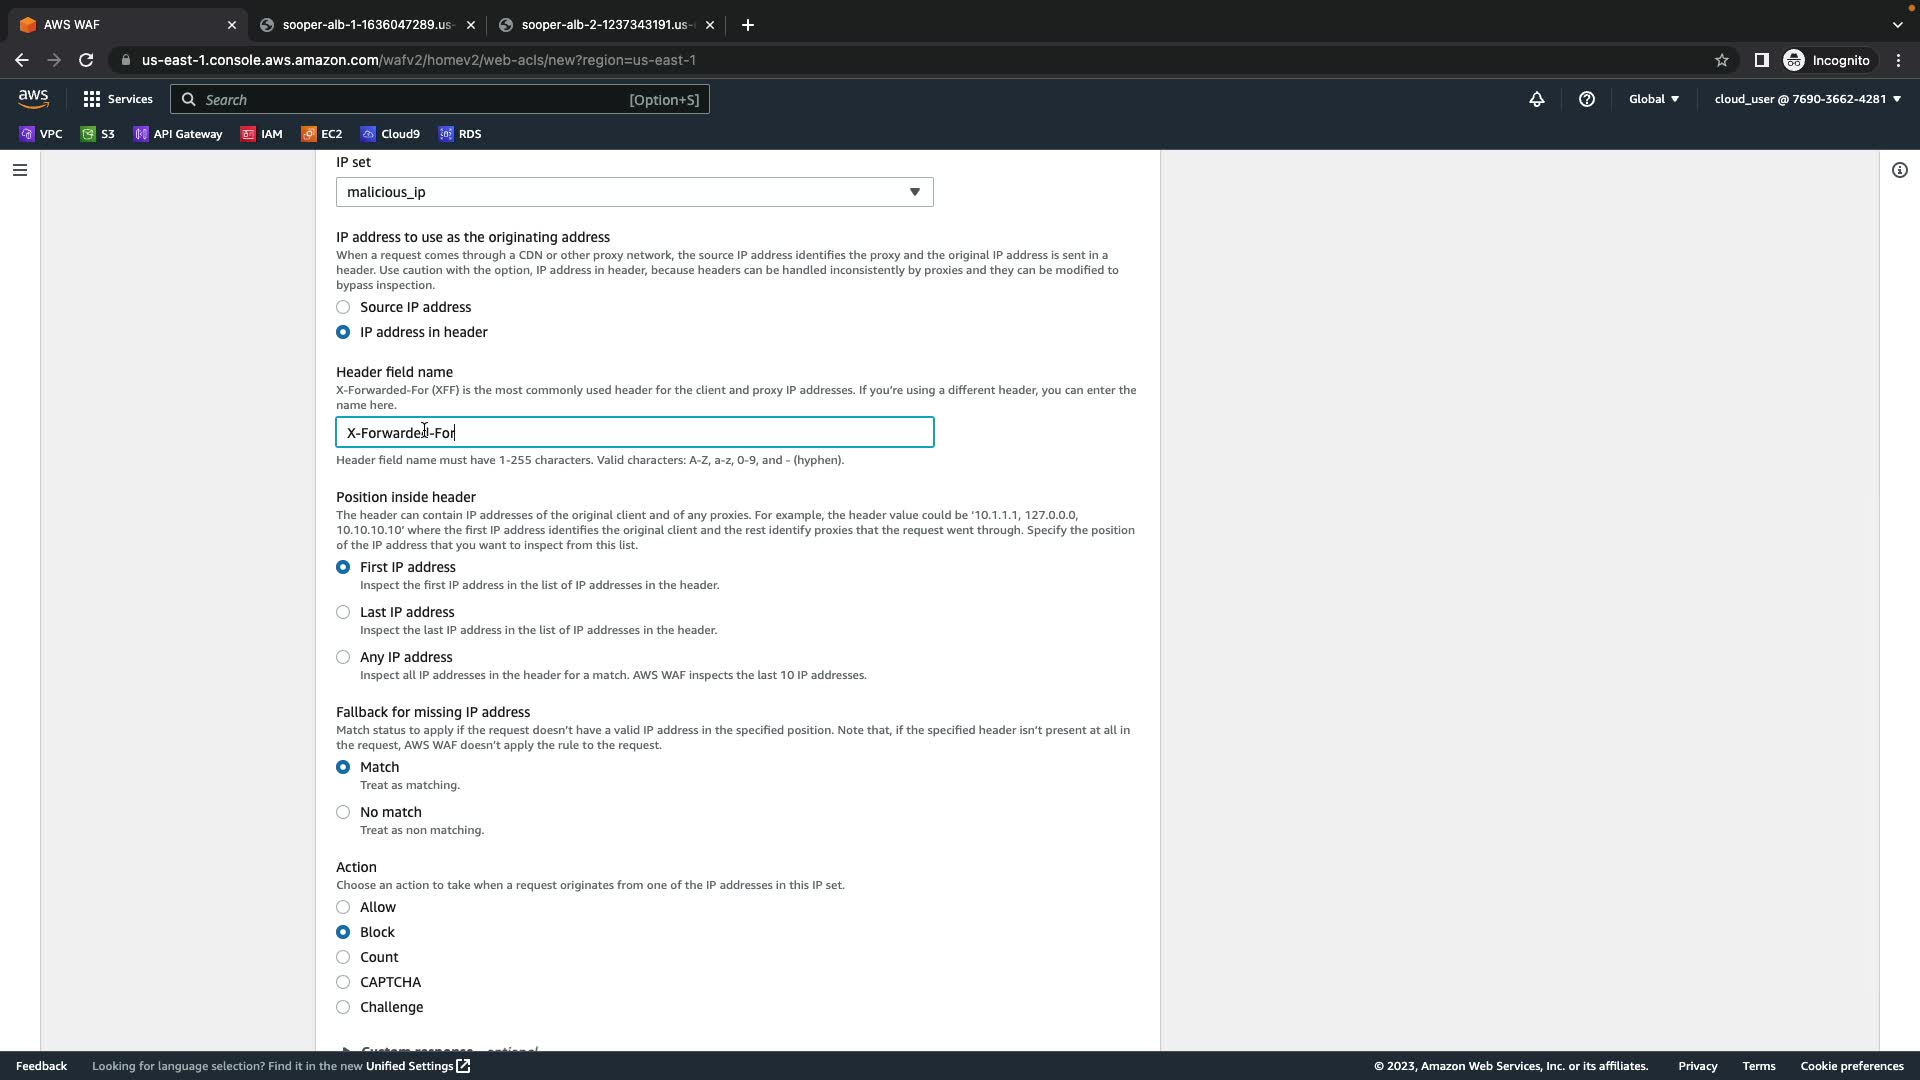 AWS WAF
sooper-alb-1-1636047289.us-
sooper-alb-2-1237343191.us-
us-east-1.console.aws.amazon.com/wafv2/homev2/web-acls/new?region=us-east-1
Incognito
aws
Services
Search
[Option+S]
Global
cloud_user @ 7690-3662-4281
VPC
S3
API Gateway
IAM
EC2
Cloud9
RDS
IP set
malicious_ip
IP address to use as the originating address
When a request comes through a CDN or other proxy network, the source IP address identifies the proxy and the original IP address is sent in a
header. Use caution with the option, IP address in header, because headers can be handled inconsistently by proxies and they can be modified to
bypass inspection.
Source IP address
IP address in header
Header field name
X-Forwarded-For (XFF) is the most commonly used header for the client and proxy IP addresses. If you're using a different header, you can enter the
name here.
X-Forwarded-For
Header field name must have 1-255 characters. Valid characters: A-Z, a-z, 0-9, and - (hyphen).
Position inside header
The header can contain IP addresses of the original client and of any proxies. For example, the header value could be '10.1.1.1, 127.0.0.0,
10.10.10.10' where the first IP address identifies the original client and the rest identify proxies that the request went through. Specify the position
of the IP address that you want to inspect from this list.
First IP address
Inspect the first IP address in the list of IP addresses in the header.
Last IP address
Inspect the last IP address in the list of IP addresses in the header.
Any IP address
Inspect all IP addresses in the header for a match. AWS WAF inspects the last 10 IP addresses.
Fallback for missing IP address
Match status to apply if the request doesn't have a valid IP address in the specified position. Note that, if the specified header isn't present at all in
the request, AWS WAF doesn't apply the rule to the request.
Match
Treat as matching.
No match
Treat as non matching.
Action
Choose an action to take when a request originates from one of the IP addresses in this IP set.
Allow
Block
Count
CAPTCHA
Challenge
Custom response - optional
Feedback
Looking for language selection? Find it in the new Unified Settings
© 2023, Amazon Web Services, Inc. or its affiliates.
Privacy
Terms
Cookie preferences